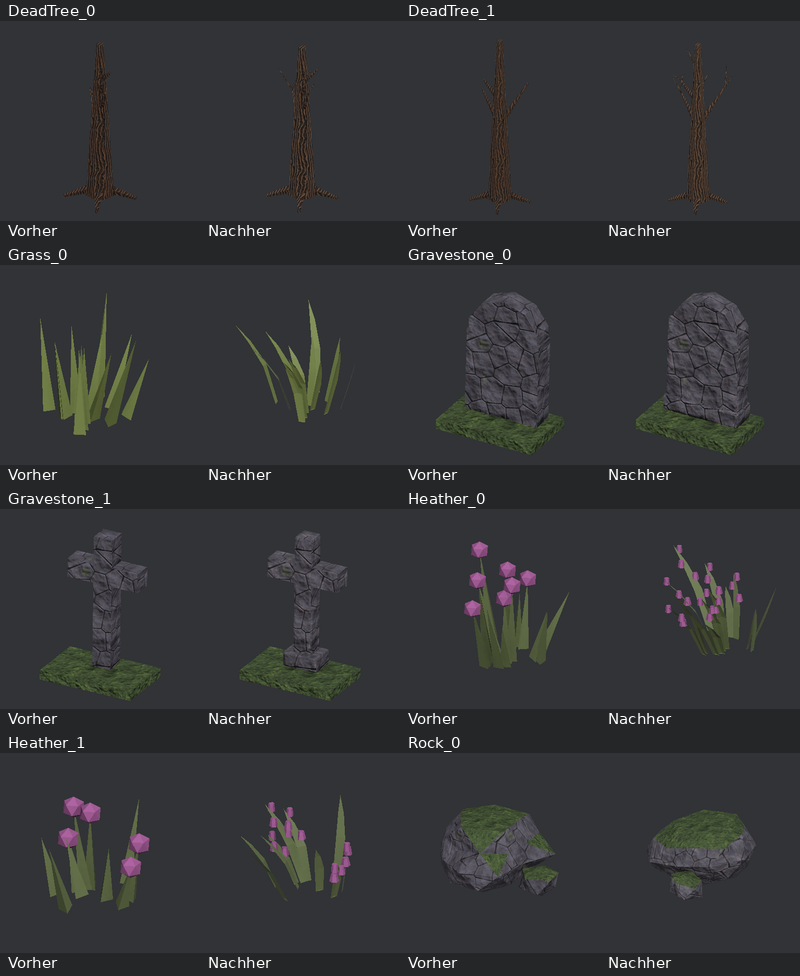 DeadTree_0
DeadTree_1
Vorher
Nachher
Vorher
Nachher
Grass_0
Gravestone_0
Vorher
Nachher
Vorher
Nachher
Gravestone_1
Heather_0
Vorher
Nachher
Vorher
Nachher
Heather_1
Rock_0
Vorher
Nachher
Vorher
Nachher